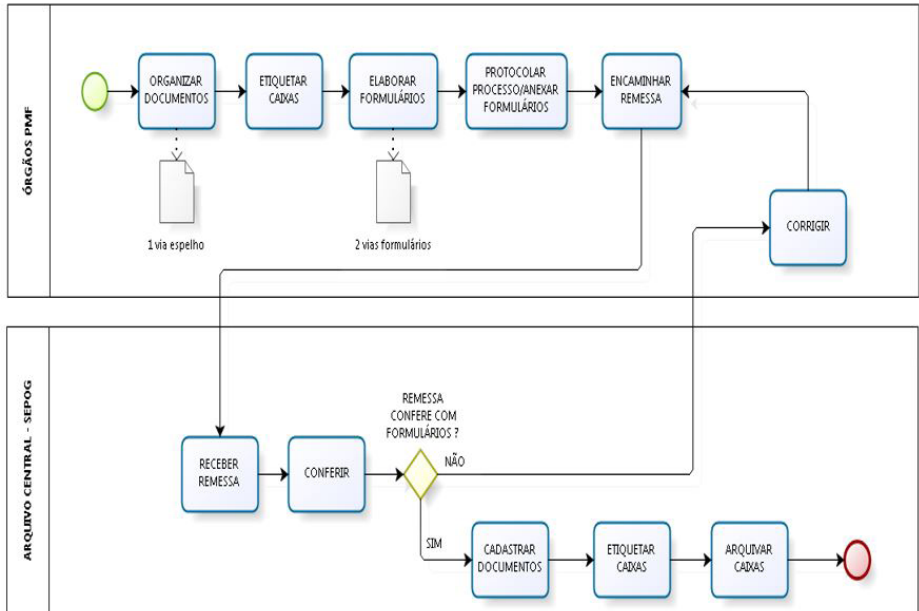 ÓRGÃOS PMF
ORGANIZAR
DOCUMENTOS
ETIQUETAR
CAIXAS
ELABORAR
FORMULÁRIOS
PROTOCOLAR
PROCESSO/ANEXAR
FORMULÁRIOS
ENCAMINHAR
REMESSA
1 via espelho
2 vias formulários
CORRIGIR
ARQUIVO CENTRAL - SEPOG
RECEBER
REMESSA
CONFERIR
REMESSA
CONFERE COM
FORMULÁRIOS ?
NÃO
SIM
CADASTRAR
DOCUMENTOS
ETIQUETAR
CAIXAS
ARQUIVAR
CAIXAS